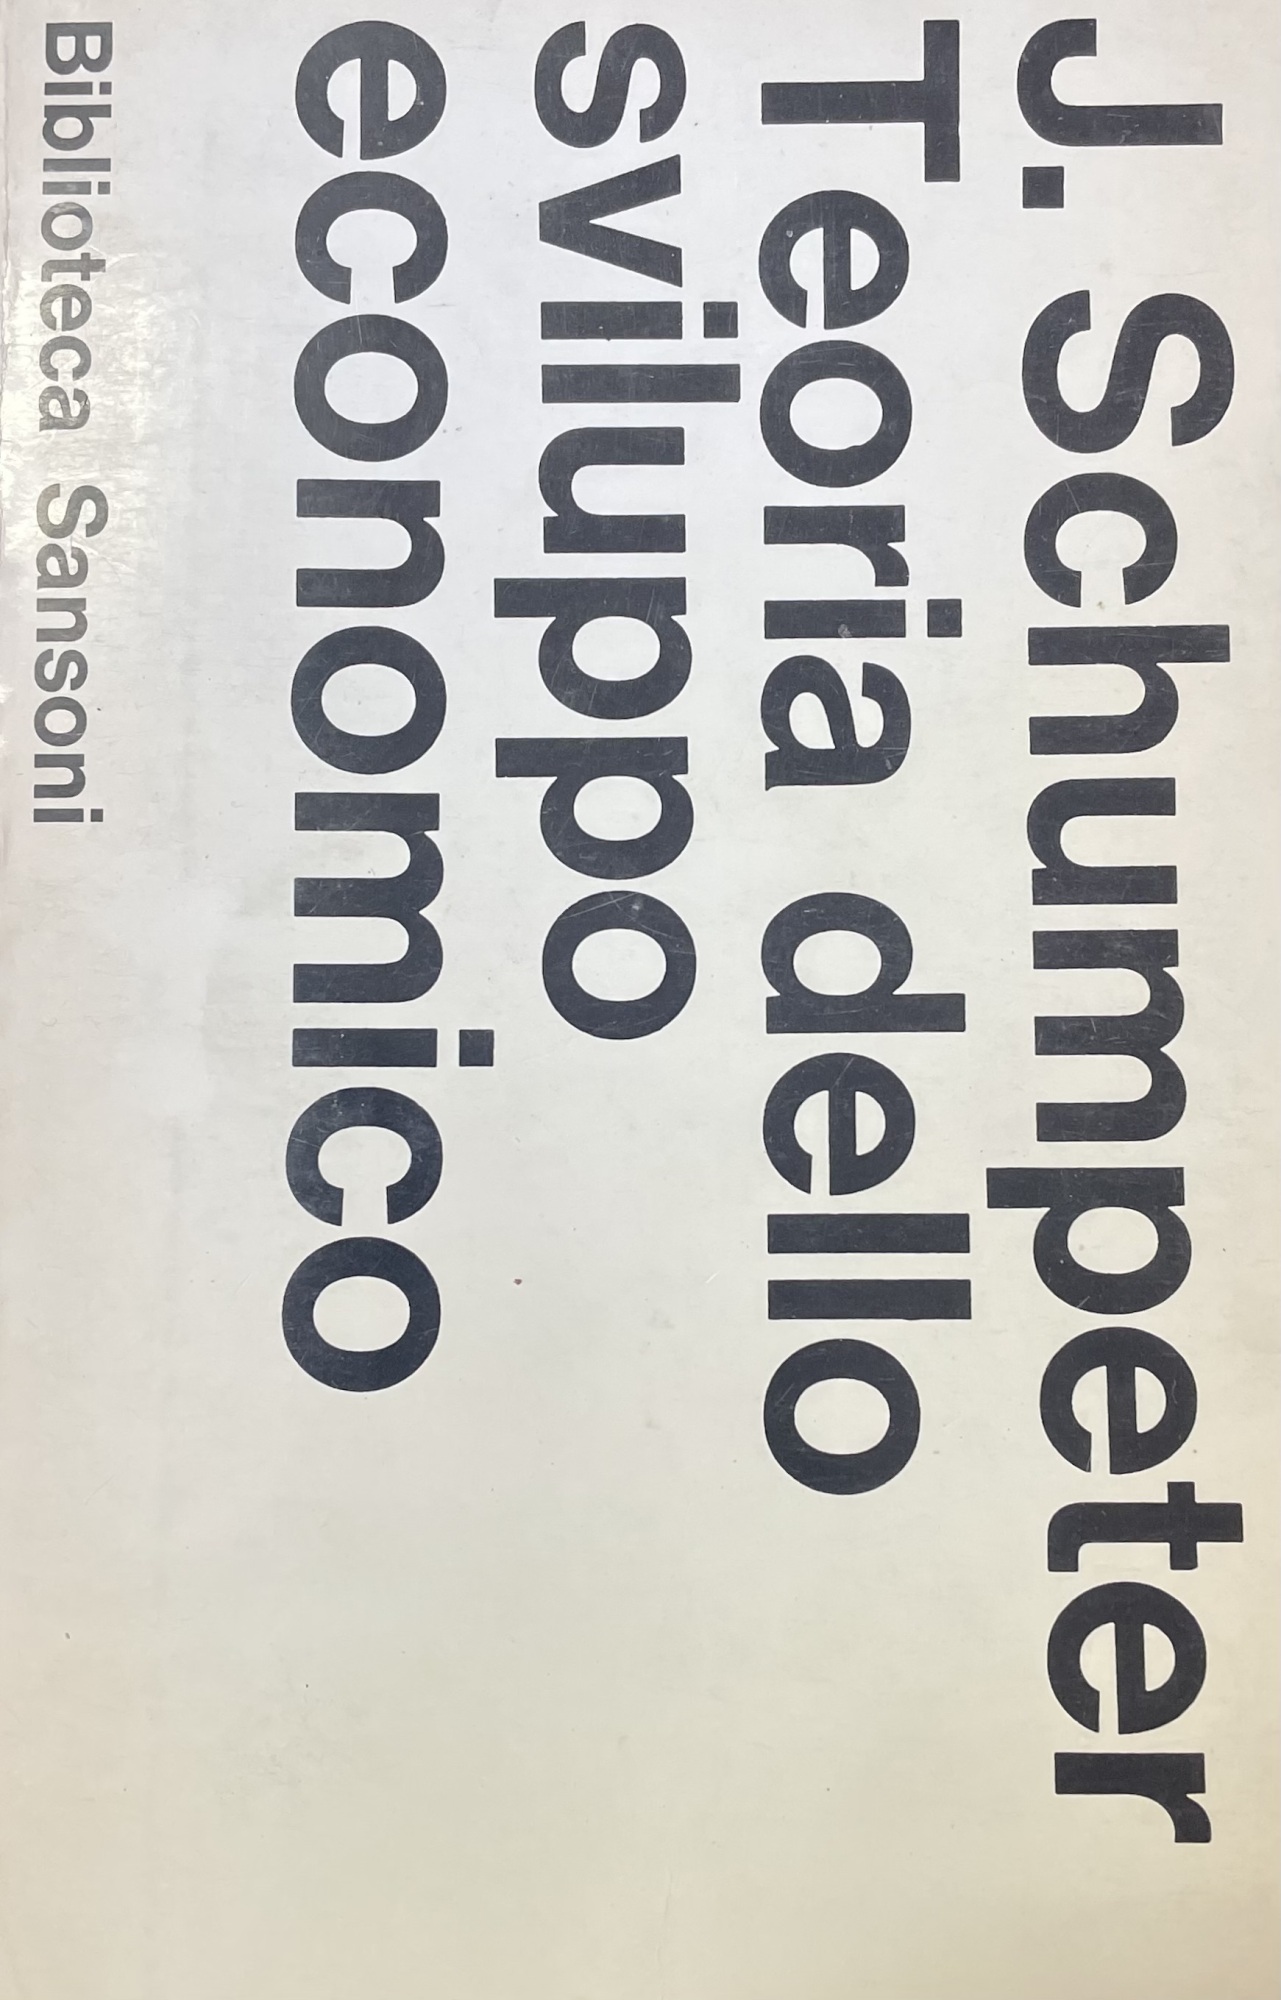 J. Schumpeter
Teoria dello
sviluppo
economico
Biblioteca Sansoni